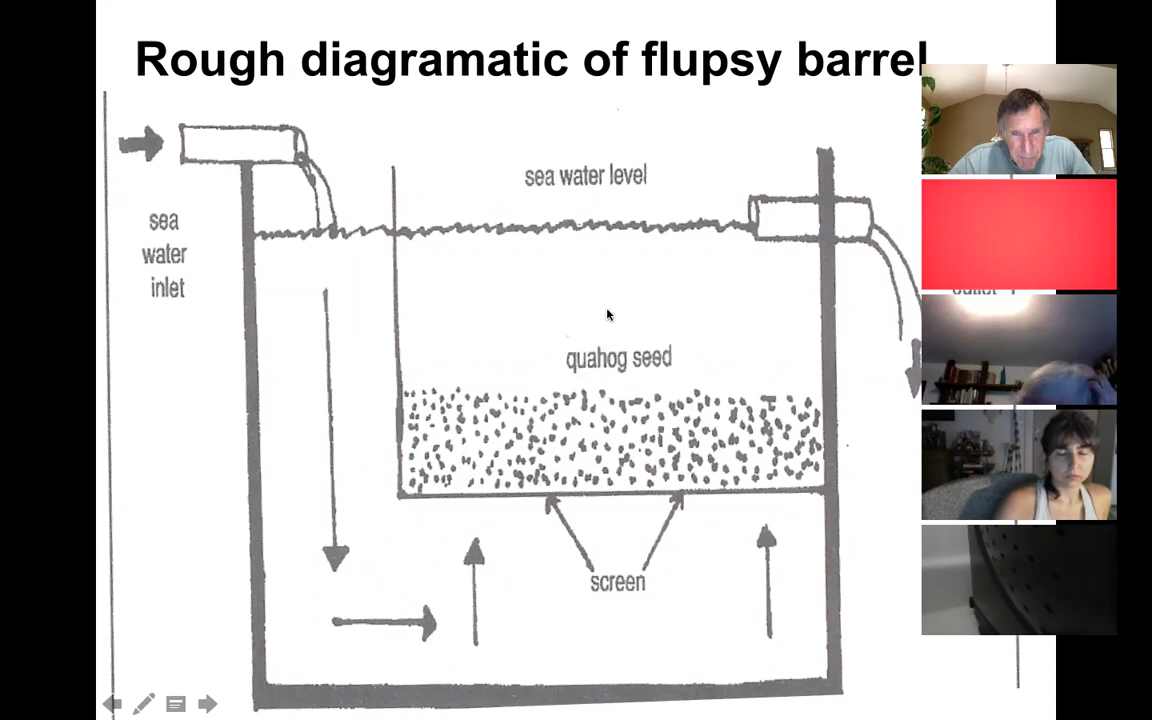 Rough diagramatic of flupsy barrel
sea water level
sea
water
inlet
quahog seed
screen